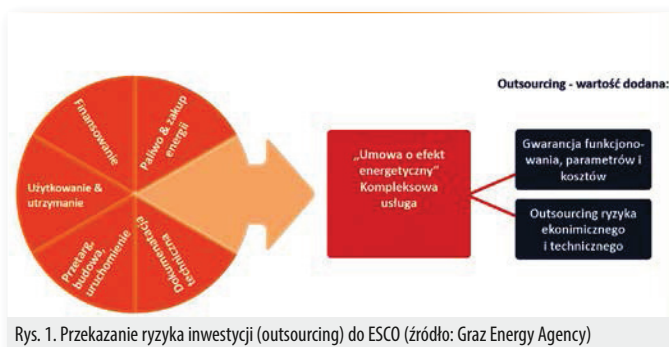 Outsourcing - wartość dodana:
Finansowanie
Paliwo & zakup
energii
Użytkowanie &
utrzymanie
Przetarg,
budowa,
uruchomienie
Dokumenatacja
techniczna
„Umowa o efekt
energetyczny”
Kompleksowa
usługa
Gwarancja funkcjono-
wania, parametrów i
kosztów
Outsourcing ryzyka
ekonimicznego
i technicznego
Rys. 1. Przekazanie ryzyka inwestycji (outsourcing) do ESCO (źródło: Graz Energy Agency)